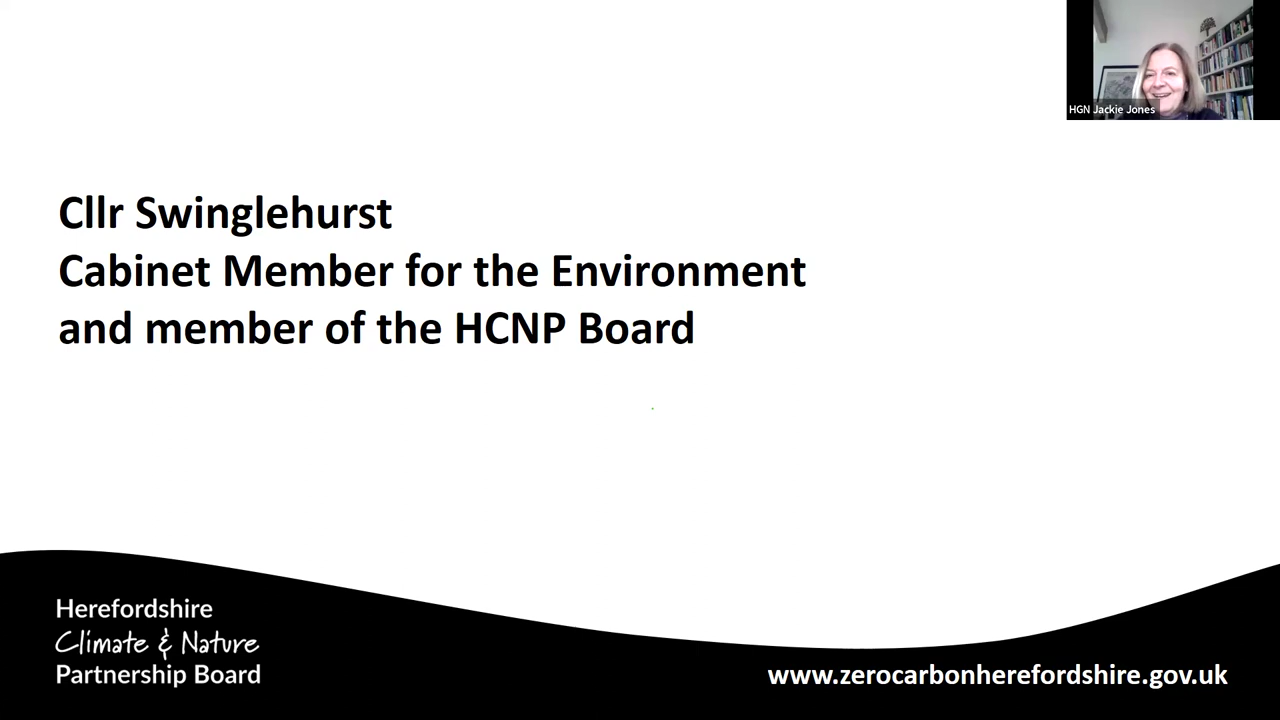 HGN Jackie Jones
Cllr Swinglehurst
Cabinet Member for the Environment
and member of the HCNP Board
Herefordshire
Climate & Nature
Partnership Board
www.zerocarbonherefordshire.gov.uk